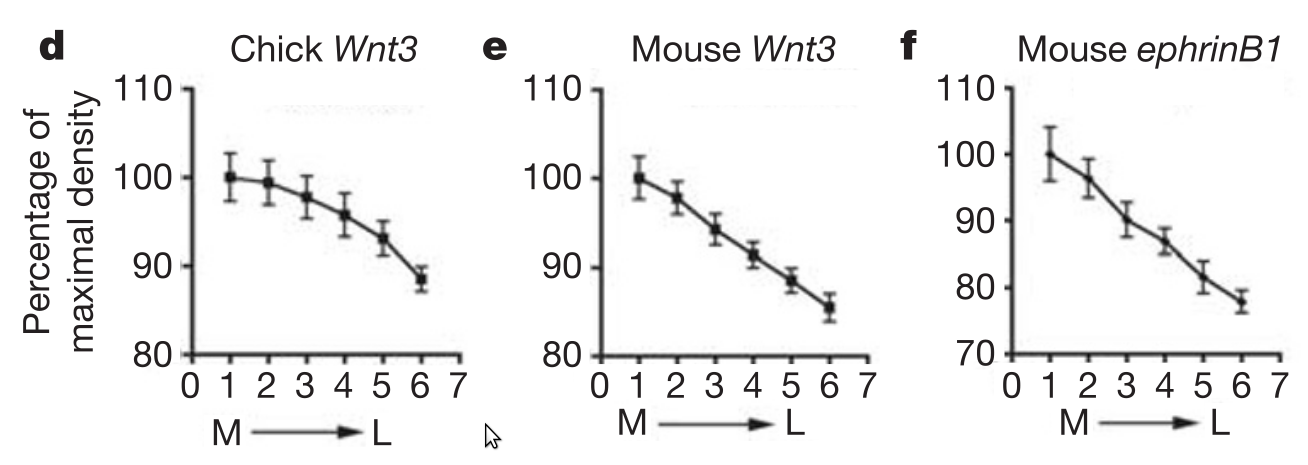 d Chick Wnt3
Percentage of
maximal density
110
100
90
80
0 1 2 3 4 5 6 7
M L
e Mouse Wnt3
110
100
90
80
0 1 2 3 4 5 6 7
M L
f Mouse ephrinB1
110
100
90
80
70
0 1 2 3 4 5 6 7
M L